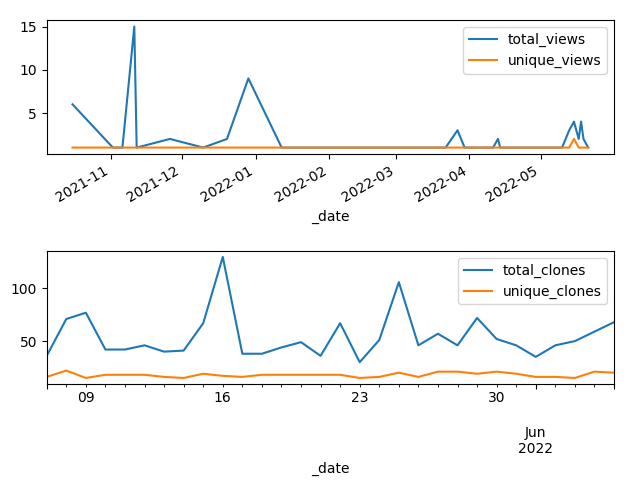 15
10
5
total_views
unique_views
2021-11
2021-12
2022-01
2022-02
2022-03
2022-04
2022-05
_date
100
50
total_clones
unique_clones
09
16
23
30
Jun
2022
_date